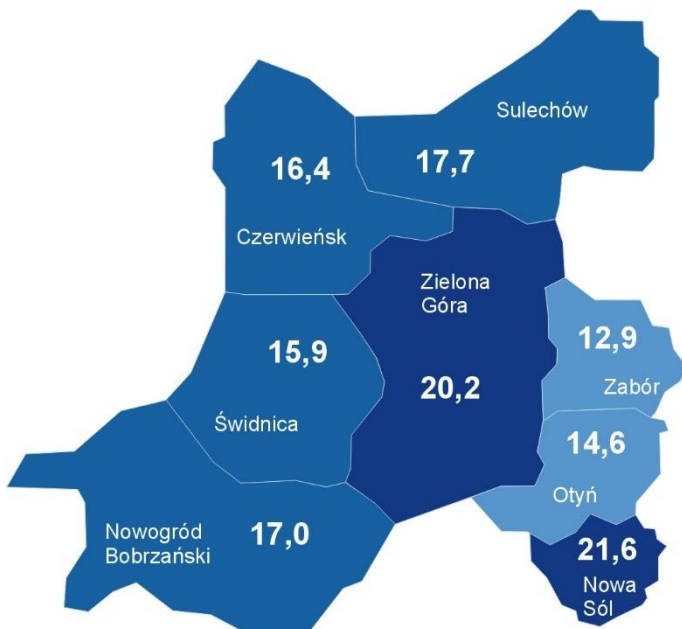 Sulechów
17,7
16,4
Czerwieńsk
Zielona
Góra
20,2
15,9
Świdnica
12,9
Zabór
14,6
Otyń
Nowogród
Bobrzański
17,0
21,6
Nowa
Sól